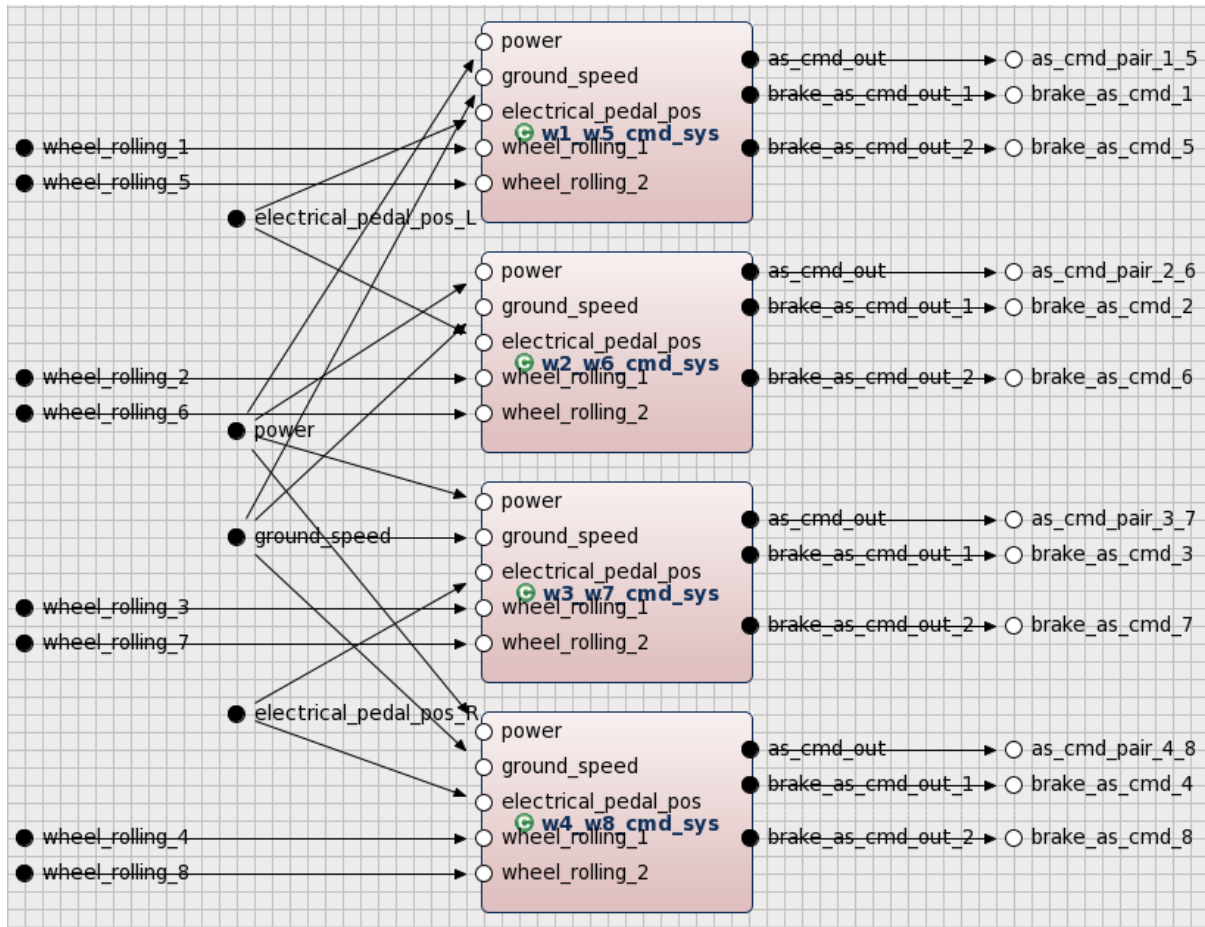 power
as_cmd_out
as_cmd_pair_1_5
ground_speed
brake_as_cmd_out_1
brake_as_cmd_1
electrical_pedal_pos
w1_w5_cmd_sys
wheel_rolling_1
wheel_rolling_1
brake_as_cmd_out_2
brake_as_cmd_5
wheel_rolling_5
wheel_rolling_2
electrical_pedal_pos_L
power
as_cmd_out
as_cmd_pair_2_6
ground_speed
brake_as_cmd_out_1
brake_as_cmd_2
electrical_pedal_pos
w2_w6_cmd_sys
wheel_rolling_2
wheel_rolling_1
brake_as_cmd_out_2
brake_as_cmd_6
wheel_rolling_6
wheel_rolling_2
power
power
as_cmd_out
as_cmd_pair_3_7
ground_speed
ground_speed
brake_as_cmd_out_1
brake_as_cmd_3
electrical_pedal_pos
w3_w7_cmd_sys
wheel_rolling_3
wheel_rolling_1
brake_as_cmd_out_2
brake_as_cmd_7
wheel_rolling_7
wheel_rolling_2
electrical_pedal_pos_R
power
as_cmd_out
as_cmd_pair_4_8
ground_speed
brake_as_cmd_out_1
brake_as_cmd_4
electrical_pedal_pos
w4_w8_cmd_sys
wheel_rolling_4
wheel_rolling_1
brake_as_cmd_out_2
brake_as_cmd_8
wheel_rolling_8
wheel_rolling_2